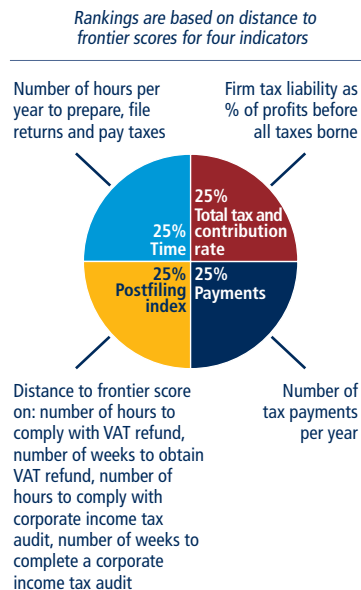 Rankings are based on distance to
frontier scores for four indicators
Number of hours per
year to prepare, file
returns and pay taxes
Firm tax liability as
% of profits before
all taxes borne
25%
Time
25%
Total tax and
contribution
rate
25%
Postfiling
index
25%
Payments
Distance to frontier score
on: number of hours to
comply with VAT refund,
number of weeks to obtain
VAT refund, number of
hours to comply with
corporate income tax
audit, number of weeks to
complete a corporate
income tax audit
Number of
tax payments
per year